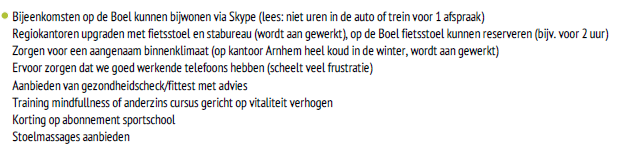 Bijeenkomsten op de Boel kunnen bijwonen via Skype (lees: niet uren in de auto of trein voor 1 afspraak)
Regiokantoren upgraden met fietsstoel en stabureau (wordt aan gewerkt), op de Boel fietsstoel kunnen reserveren (bijv. voor 2 uur)
Zorgen voor een aangenaam binnenklimaat (op kantoor Arnhem heel koud in de winter, wordt aan gewerkt)
Ervoor zorgen dat we goed werkende telefoons hebben (scheelt veel frustratie)
Aanbieden van gezondheidscheck/fittest met advies
Training mindfullness of anderzins cursus gericht op vitaliteit verhogen
Korting op abonnement sportschool
Stoelmassages aanbieden